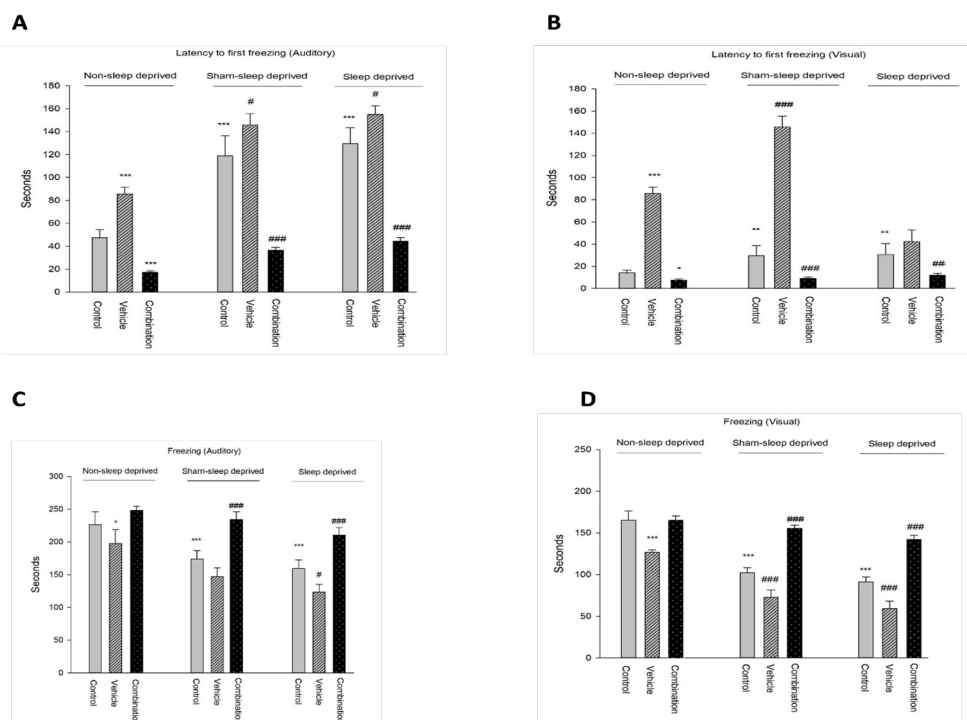 A
Latency to first freezing (Auditory)
Non-sleep deprived Sham-sleep deprived Sleep deprived
180
160
140
120
100
80
60
40
20
0
Seconds
*** *** # *** # *** ### ###
Control Vehicle Combination Control Vehicle Combination Control Vehicle Combination
B
Latency to first freezing (Visual)
Non-sleep deprived Sham-sleep deprived Sleep deprived
180
160
140
120
100
80
60
40
20
0
Seconds
*** * ** ### ### ** ##
Control Vehicle Combination Control Vehicle Combination Control Vehicle Combination
C
Freezing (Auditory)
Non-sleep deprived Sham-sleep deprived Sleep deprived
300
250
200
150
100
50
0
Seconds
* *** ### *** # ###
Control Vehicle Combination Control Vehicle Combination Control Vehicle Combination
D
Freezing (Visual)
Non-sleep deprived Sham-sleep deprived Sleep deprived
250
200
150
100
50
0
Seconds
*** *** ### ### *** ### ###
Control Vehicle Combination Control Vehicle Combination Control Vehicle Combination